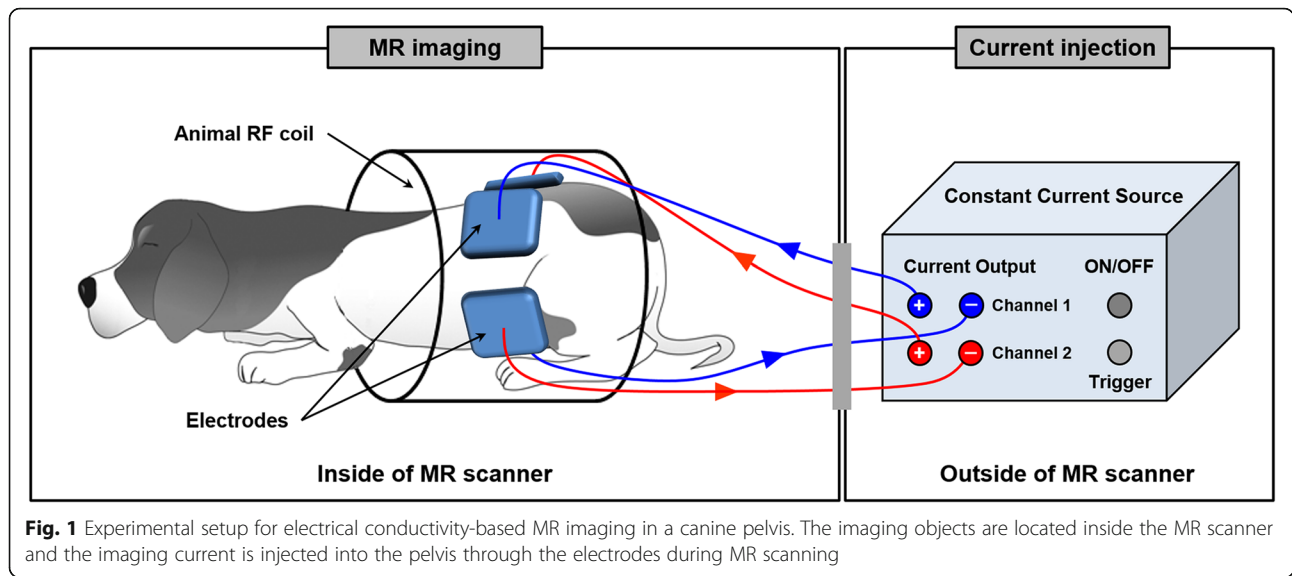 MR imaging
Current injection
Animal RF coil
Constant Current Source
Current Output
ON/OFF
+
−
Channel 1
+
−
Channel 2
Trigger
Electrodes
Inside of MR scanner
Outside of MR scanner
Fig. 1 Experimental setup for electrical conductivity-based MR imaging in a canine pelvis. The imaging objects are located inside the MR scanner
and the imaging current is injected into the pelvis through the electrodes during MR scanning